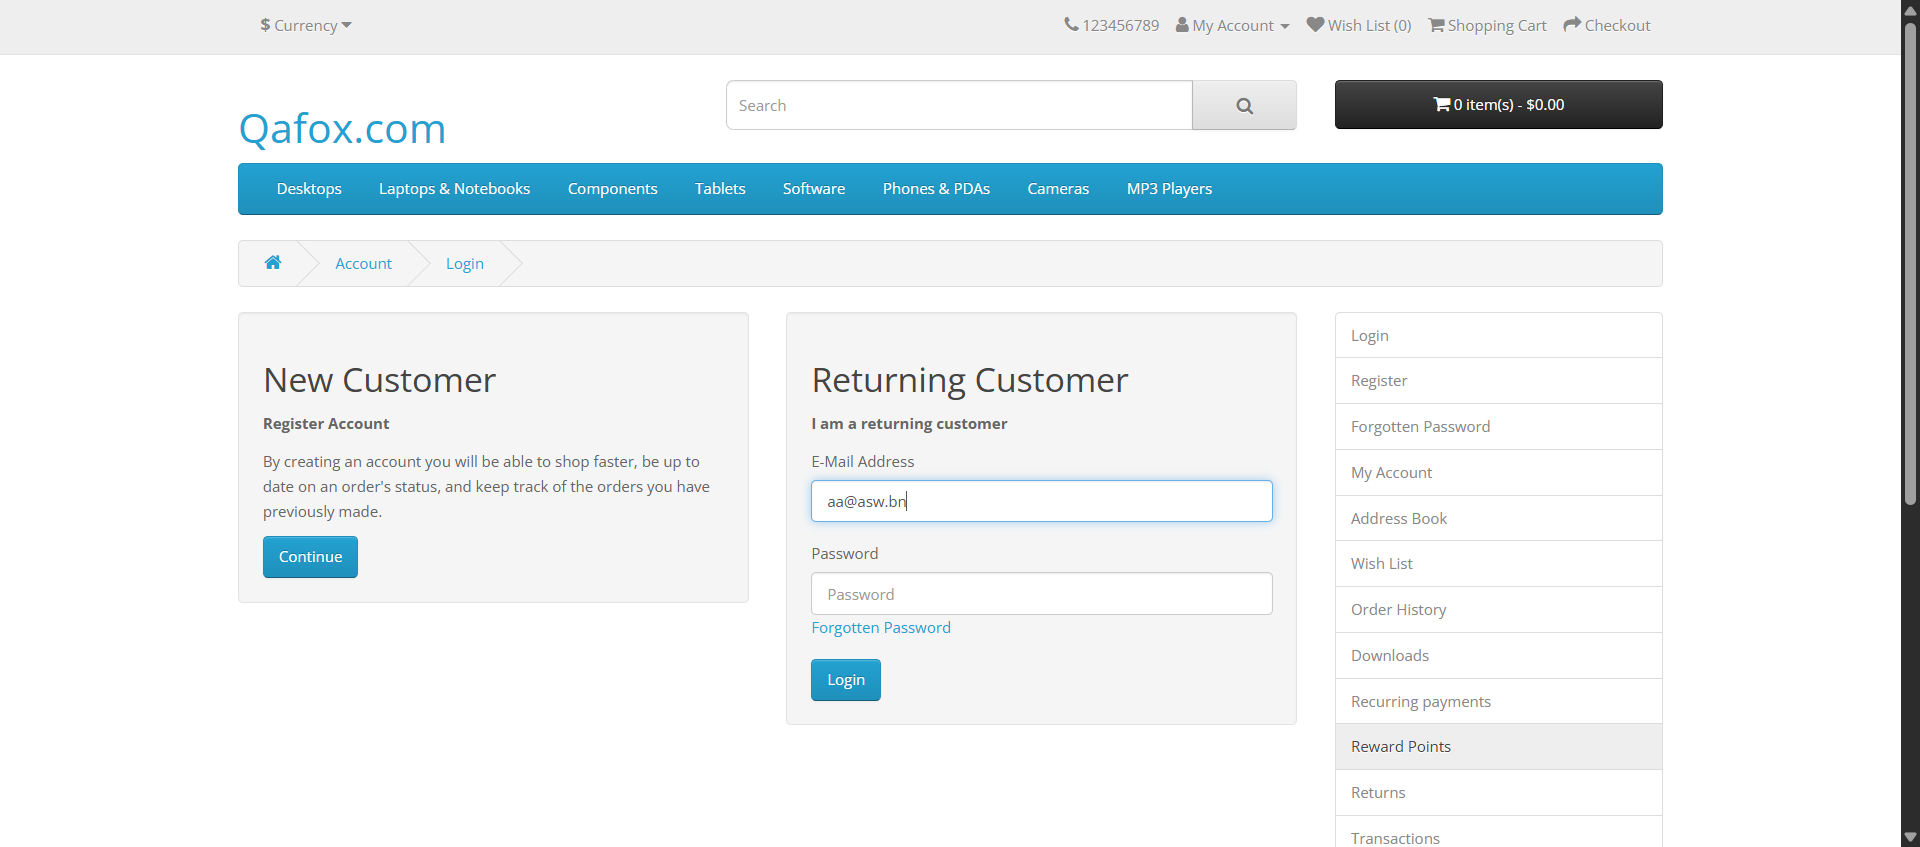 $ Currency
123456789 My Account Wish List (0) Shopping Cart Checkout
Qafox.com
Search
0 item(s) - $0.00
Desktops Laptops & Notebooks Components Tablets Software Phones & PDAs Cameras MP3 Players
Account Login
New Customer
Register Account
By creating an account you will be able to shop faster, be up to
date on an order's status, and keep track of the orders you have
previously made.
Continue
Returning Customer
I am a returning customer
E-Mail Address
aa@asw.bn
Password
Password
Forgotten Password
Login
Login
Register
Forgotten Password
My Account
Address Book
Wish List
Order History
Downloads
Recurring payments
Reward Points
Returns
Transactions